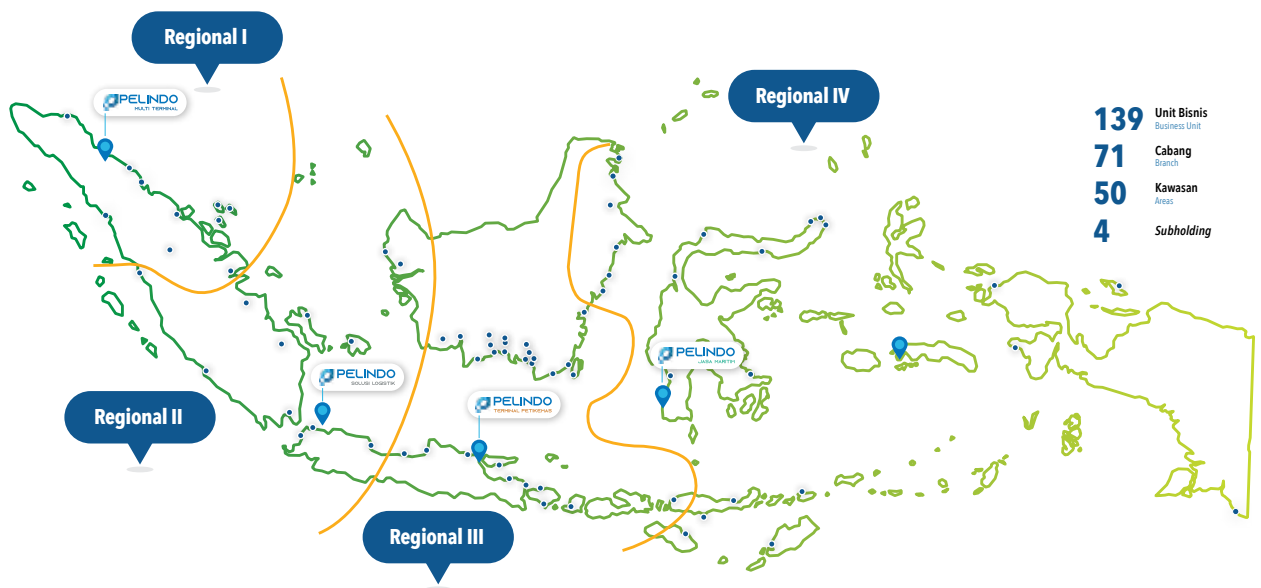 Regional I
PELINDO
MULTI TERMINAL
Regional IV
139 Unit Bisnis
Business Unit
71 Cabang
Branch
50 Kawasan
Areas
4 Subholding
PELINDO
JASA MARITIM
PELINDO
SOLUSI LOGISTIK
PELINDO
TERMINAL PETIKEMAS
Regional II
Regional III